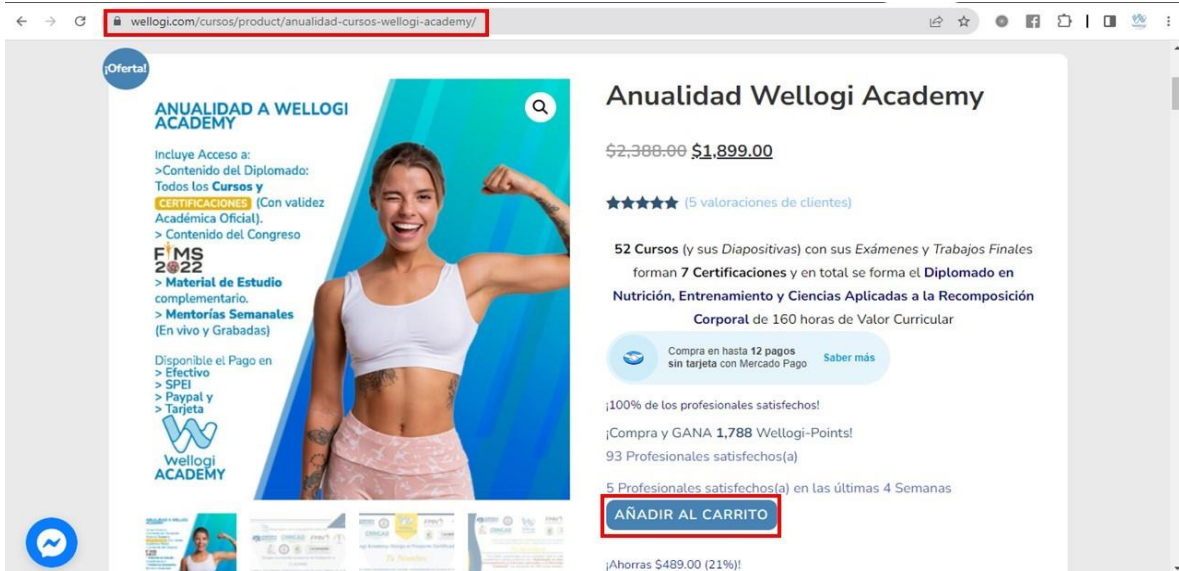 wellogi.com/cursos/product/anualidad-cursos-wellogi-academy/
¡Oferta!
ANUALIDAD A WELLOGI
ACADEMY
Incluye Acceso a:
>Contenido del Diplomado:
Todos los Cursos y
CERTIFICACIONES (Con validez
Académica Oficial).
> Contenido del Congreso
FIMS
2022
> Material de Estudio
complementario.
> Mentorías Semanales
(En vivo y Grabadas)
Disponible el Pago en
> Efectivo
> SPEI
> Paypal y
> Tarjeta
Wellogi
ACADEMY
Anualidad Wellogi Academy
$2,388.00 $1,899.00
(5 valoraciones de clientes)
52 Cursos (y sus Diapositivas) con sus Exámenes y Trabajos Finales
forman 7 Certificaciones y en total se forma el Diplomado en
Nutrición, Entrenamiento y Ciencias Aplicadas a la Recomposición
Corporal de 160 horas de Valor Curricular
Compra en hasta 12 pagos
sin tarjeta con Mercado Pago
Saber más
¡100% de los profesionales satisfechos!
¡Compra y GANA 1,788 Wellogi-Points!
93 Profesionales satisfechos(a)
5 Profesionales satisfechos(a) en las últimas 4 Semanas
AÑADIR AL CARRITO
¡Ahorras $489.00 (21%)!